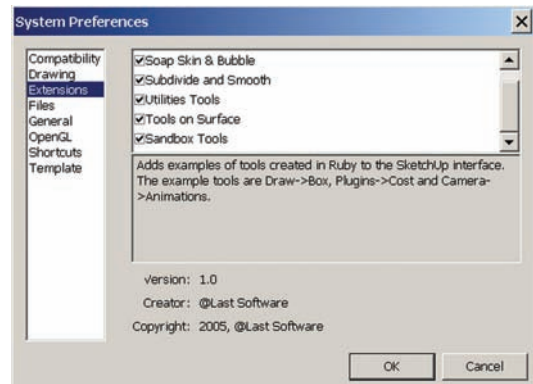 System Preferences
Compatibility
Drawing
Extensions
Files
General
OpenGL
Shortcuts
Template
Soap Skin & Bubble
Subdivide and Smooth
Utilities Tools
Tools on Surface
Sandbox Tools
Adds examples of tools created in Ruby to the SketchUp interface.
The example tools are Draw->Box, Plugins->Cost and Camera-
>Animations.
Version: 1.0
Creator: @Last Software
Copyright: 2005, @Last Software
OK
Cancel